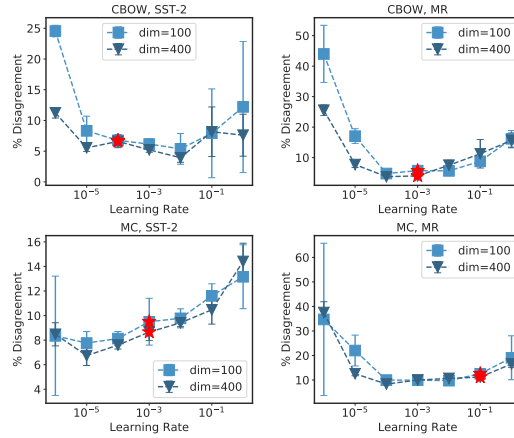 CBOW, SST-2
% Disagreement
25
20
15
10
5
0
dim=100
dim=400
10⁻⁵ 10⁻³ 10⁻¹
Learning Rate
CBOW, MR
% Disagreement
50
40
30
20
10
dim=100
dim=400
10⁻⁵ 10⁻³ 10⁻¹
Learning Rate
MC, SST-2
% Disagreement
16
14
12
10
8
6
4
dim=100
dim=400
10⁻⁵ 10⁻³ 10⁻¹
Learning Rate
MC, MR
% Disagreement
60
50
40
30
20
10
dim=100
dim=400
10⁻⁵ 10⁻³ 10⁻¹
Learning Rate